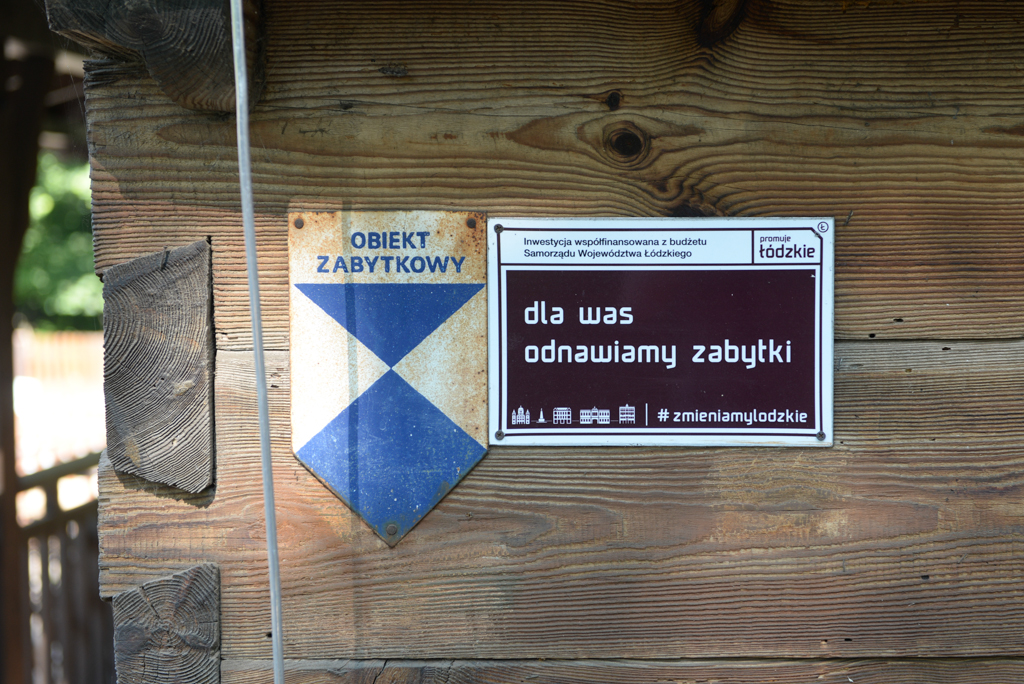 OBIEKT
ZABYTKOWY
Inwestycja współfinansowana z budżetu
Samorządu Województwa Łódzkiego
promuje
łódzkie
dla was
odnawiamy zabytki
#zmieniamylodzkie